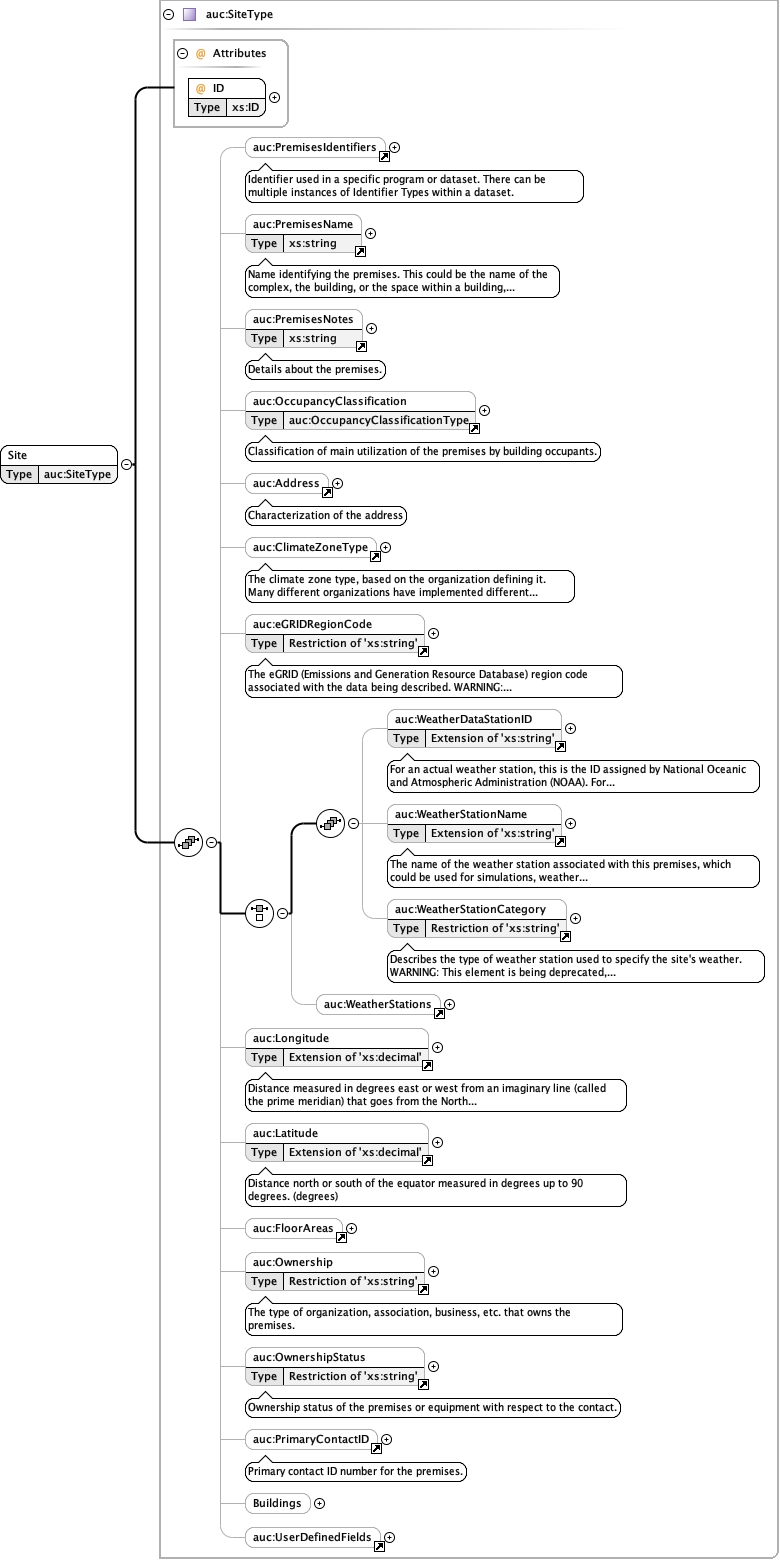 auc:SiteType
@ Attributes
@ ID
Type xs:ID
auc:PremisesIdentifiers
Identifier used in a specific program or dataset. There can be
multiple instances of Identifier Types within a dataset.
auc:PremisesName
Type xs:string
Name identifying the premises. This could be the name of the
complex, the building, or the space within a building,...
auc:PremisesNotes
Type xs:string
Details about the premises.
auc:OccupancyClassification
Type auc:OccupancyClassificationType
Classification of main utilization of the premises by building occupants.
Site
Type auc:SiteType
auc:Address
Characterization of the address
auc:ClimateZoneType
The climate zone type, based on the organization defining it.
Many different organizations have implemented different...
auc:eGRIDRegionCode
Type Restriction of 'xs:string'
The eGRID (Emissions and Generation Resource Database) region code
associated with the data being described. WARNING:...
auc:WeatherDataStationID
Type Extension of 'xs:string'
For an actual weather station, this is the ID assigned by National Oceanic
and Atmospheric Administration (NOAA). For...
auc:WeatherStationName
Type Extension of 'xs:string'
The name of the weather station associated with this premises, which
could be used for simulations, weather...
auc:WeatherStationCategory
Type Restriction of 'xs:string'
Describes the type of weather station used to specify the site's weather.
WARNING: This element is being deprecated,...
auc:WeatherStations
auc:Longitude
Type Extension of 'xs:decimal'
Distance measured in degrees east or west from an imaginary line (called
the prime meridian) that goes from the North...
auc:Latitude
Type Extension of 'xs:decimal'
Distance north or south of the equator measured in degrees up to 90
degrees. (degrees)
auc:FloorAreas
auc:Ownership
Type Restriction of 'xs:string'
The type of organization, association, business, etc. that owns the
premises.
auc:OwnershipStatus
Type Restriction of 'xs:string'
Ownership status of the premises or equipment with respect to the contact.
auc:PrimaryContactID
Primary contact ID number for the premises.
Buildings
auc:UserDefinedFields